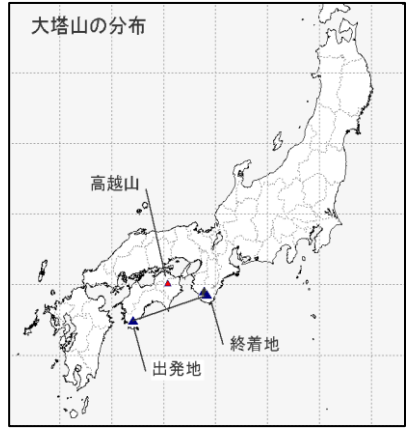 大塔山の分布
高越山
終着地
出発地